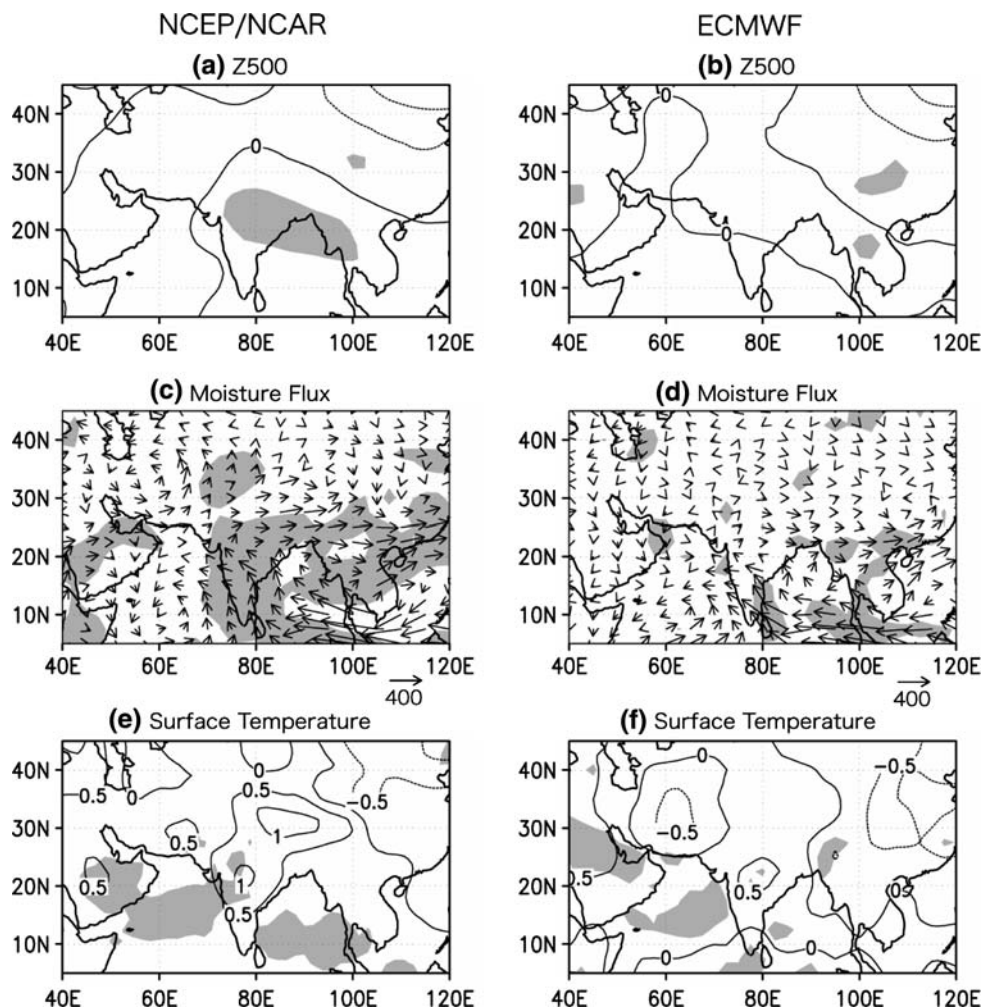 NCEP/NCAR ECMWF
(a) Z500 (b) Z500
40N 40N
0 0
30N 30N
20N 20N
0
10N 10N
40E 60E 80E 100E 120E 40E 60E 80E 100E 120E
(c) Moisture Flux (d) Moisture Flux
40N 40N
30N 30N
20N 20N
10N 10N
40E 60E 80E 100E 120E 40E 60E 80E 100E 120E
400 400
(e) Surface Temperature (f) Surface Temperature
40N 0 40N 0 -0.5
0.5 0 0.5 -0.5
30N 0.5 1 30N -0.5
20N 0.5 1 20N 0.5 0.5 0
0.5
10N 10N
0 0
40E 60E 80E 100E 120E 40E 60E 80E 100E 120E